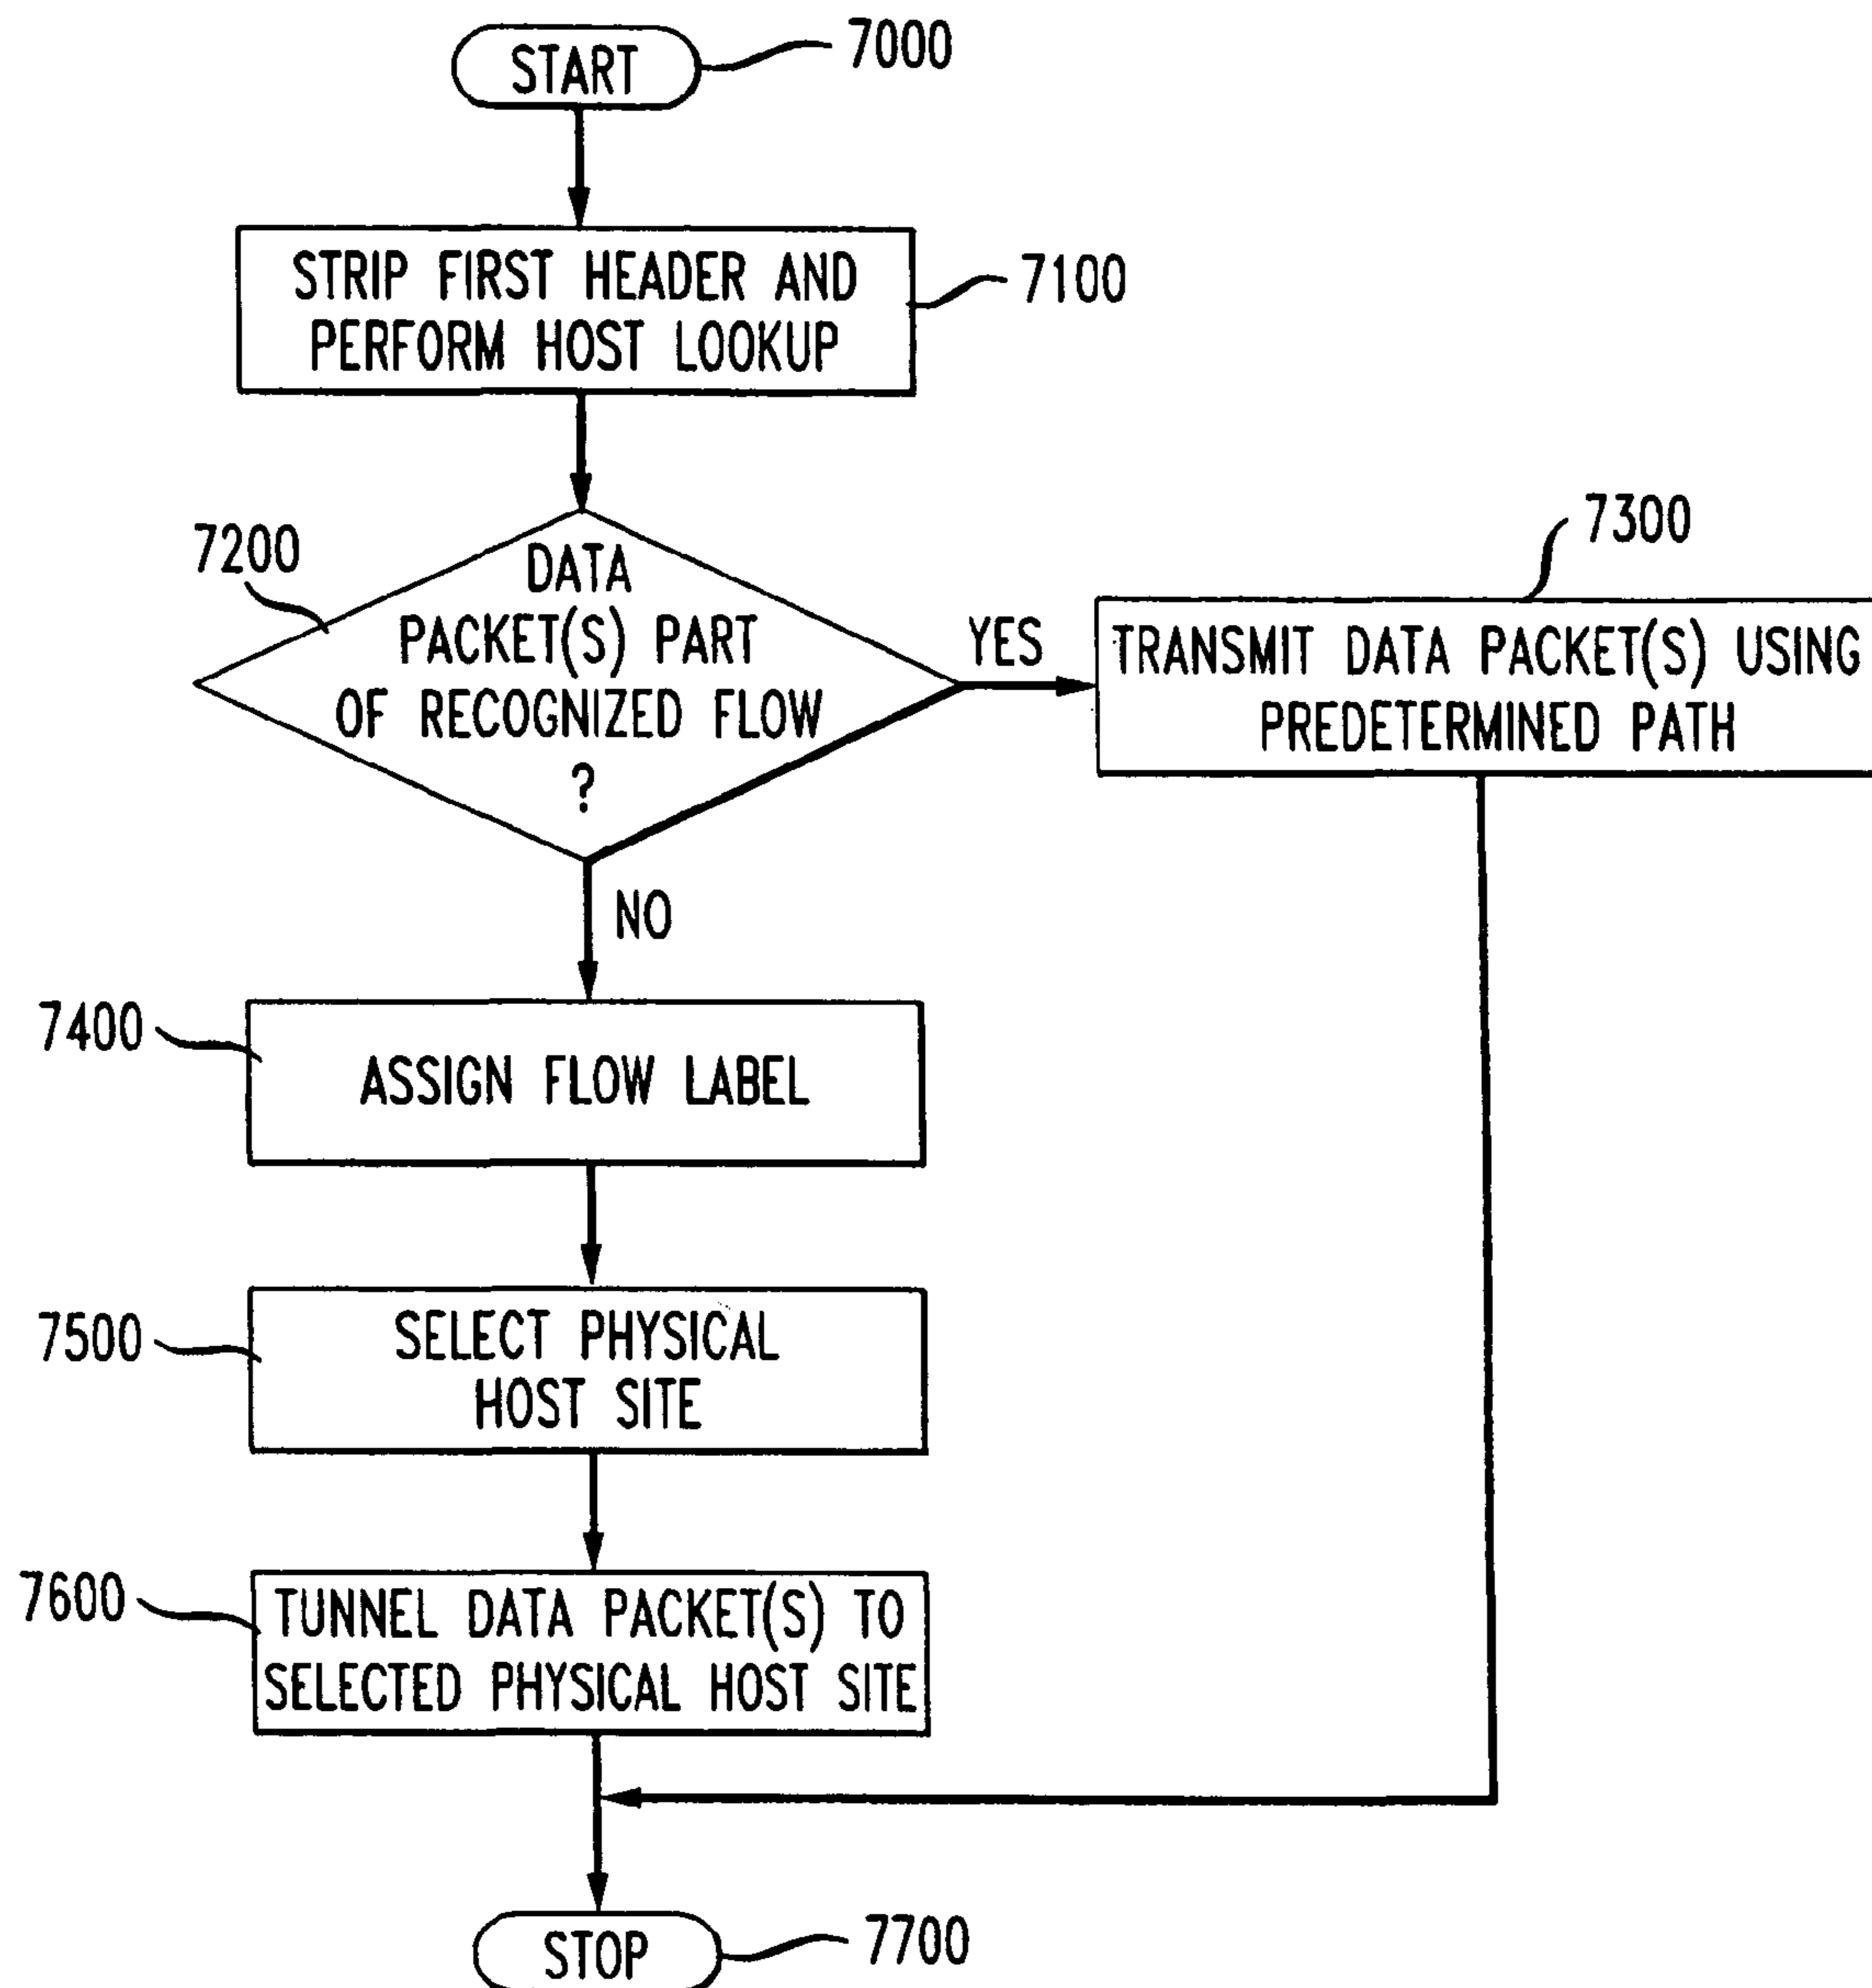 START
7000
STRIP FIRST HEADER AND
PERFORM HOST LOOKUP
7100
7200
DATA
PACKET(S) PART
OF RECOGNIZED FLOW
?
YES
7300
TRANSMIT DATA PACKET(S) USING
PREDETERMINED PATH
NO
7400
ASSIGN FLOW LABEL
7500
SELECT PHYSICAL
HOST SITE
7600
TUNNEL DATA PACKET(S) TO
SELECTED PHYSICAL HOST SITE
STOP
7700